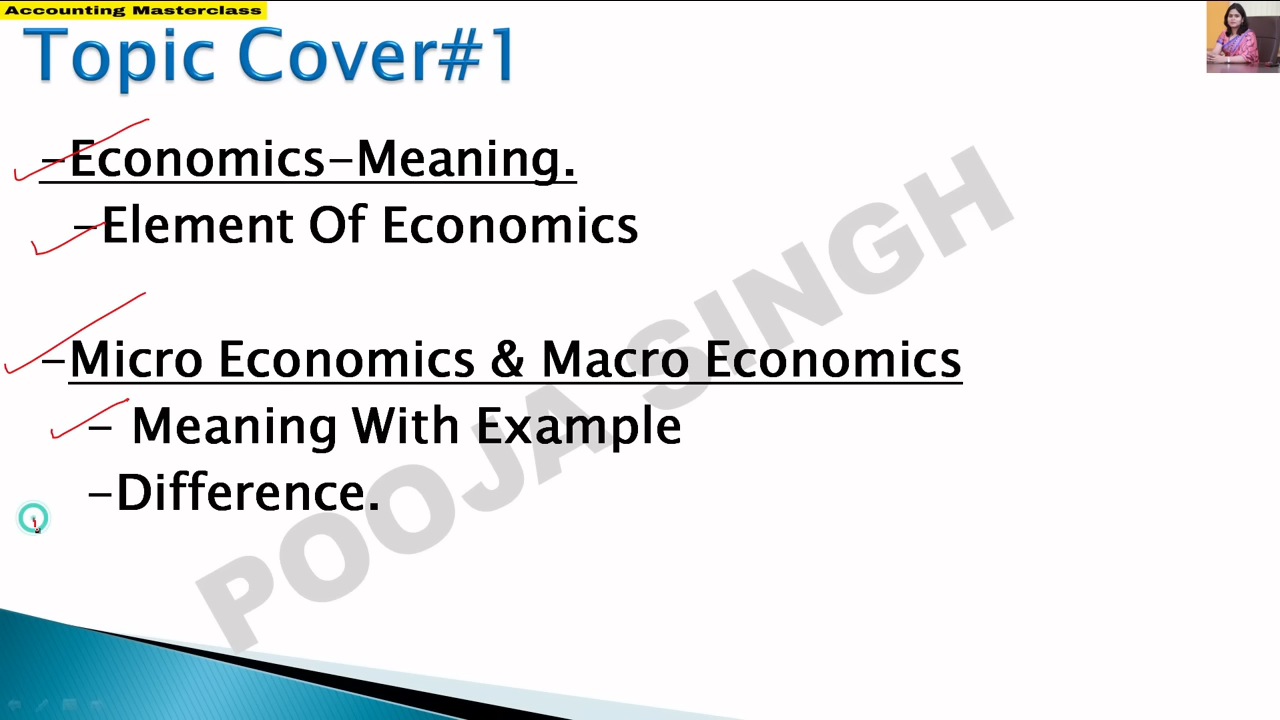 Accounting Masterclass
Topic Cover#1
-Economics-Meaning.
-Element Of Economics
-Micro Economics & Macro Economics
- Meaning With Example
-Difference.
POOJA SINGH